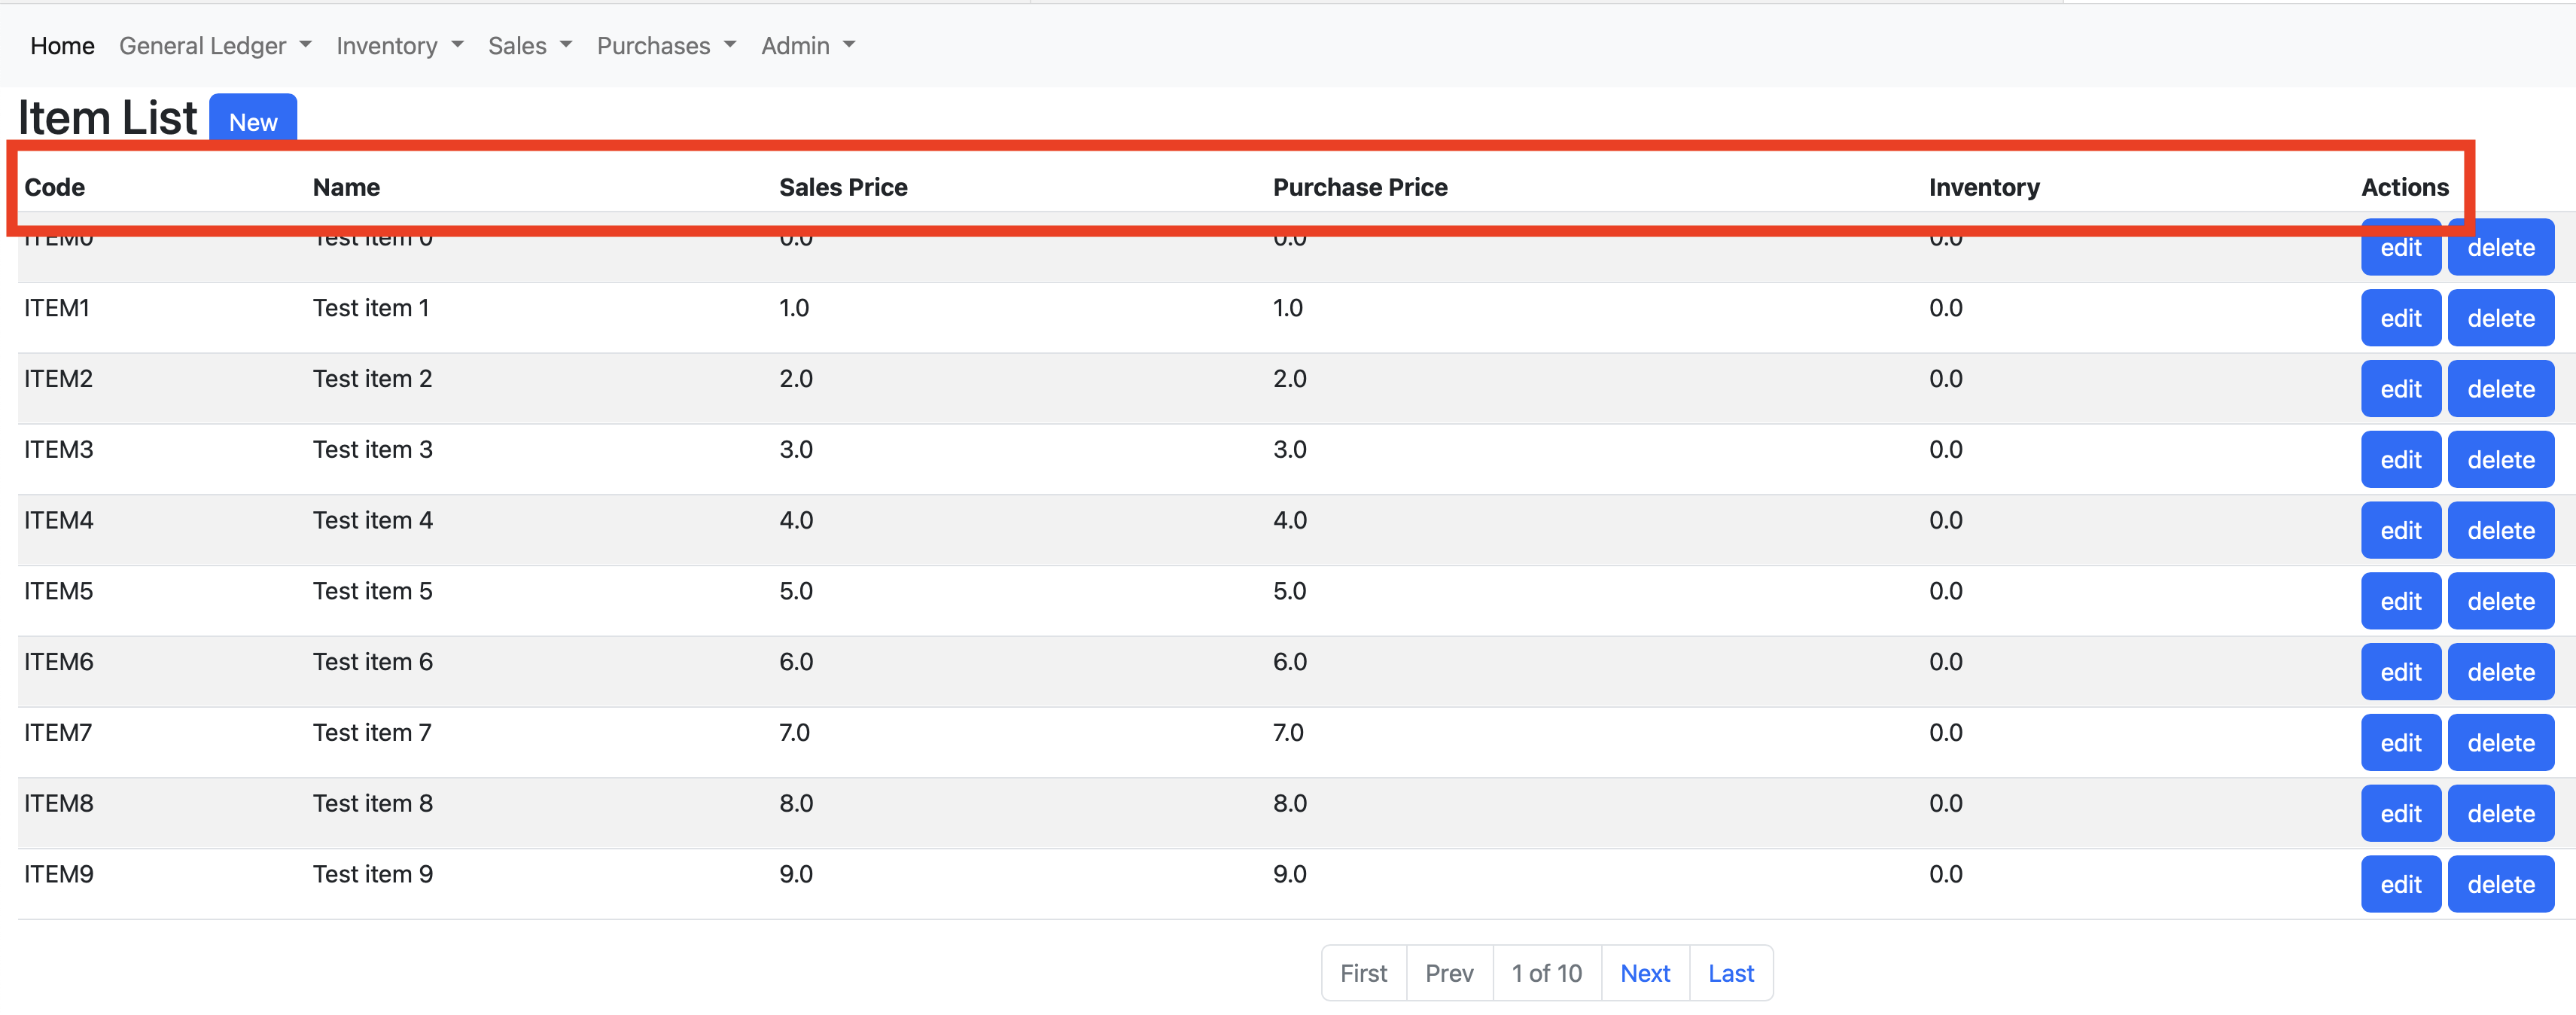 Home General Ledger Inventory Sales Purchases Admin
Item List New
Code Name Sales Price Purchase Price Inventory Actions
ITEM0 Test item 0 0.0 0.0 0.0 edit delete
ITEM1 Test item 1 1.0 1.0 0.0 edit delete
ITEM2 Test item 2 2.0 2.0 0.0 edit delete
ITEM3 Test item 3 3.0 3.0 0.0 edit delete
ITEM4 Test item 4 4.0 4.0 0.0 edit delete
ITEM5 Test item 5 5.0 5.0 0.0 edit delete
ITEM6 Test item 6 6.0 6.0 0.0 edit delete
ITEM7 Test item 7 7.0 7.0 0.0 edit delete
ITEM8 Test item 8 8.0 8.0 0.0 edit delete
ITEM9 Test item 9 9.0 9.0 0.0 edit delete
First Prev 1 of 10 Next Last